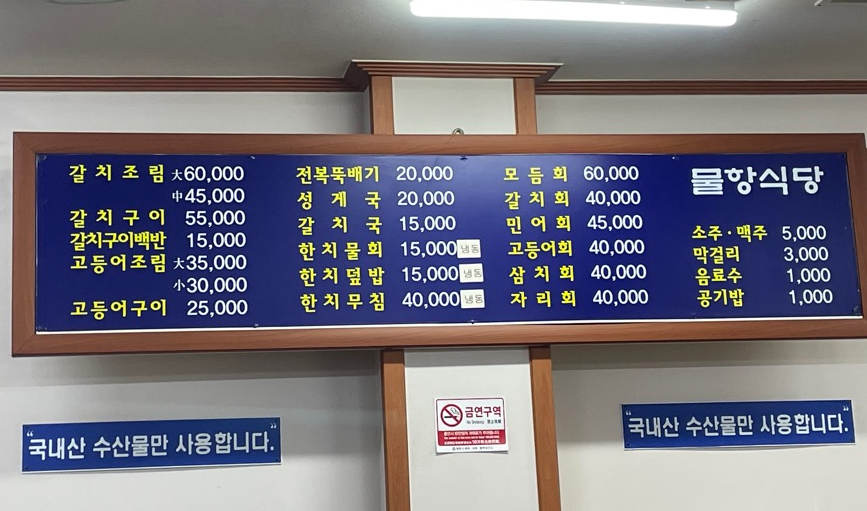 갈치조림 大60,000
中45,000
갈치구이 55,000
갈치구이백반 15,000
고등어조림 大35,000
小30,000
고등어구이 25,000
전복뚝배기 20,000
성게국 20,000
갈치국 15,000
한치물회 15,000 냉동
한치덮밥 15,000 냉동
한치무침 40,000 냉동
모듬회 60,000
갈치회 40,000
민어회 45,000
고등어회 40,000
삼치회 40,000
자리회 40,000
물항식당
소주·맥주 5,000
막걸리 3,000
음료수 1,000
공기밥 1,000
"국내산 수산물만 사용합니다."
금연구역
No Smoking
"국내산 수산물만 사용합니다."